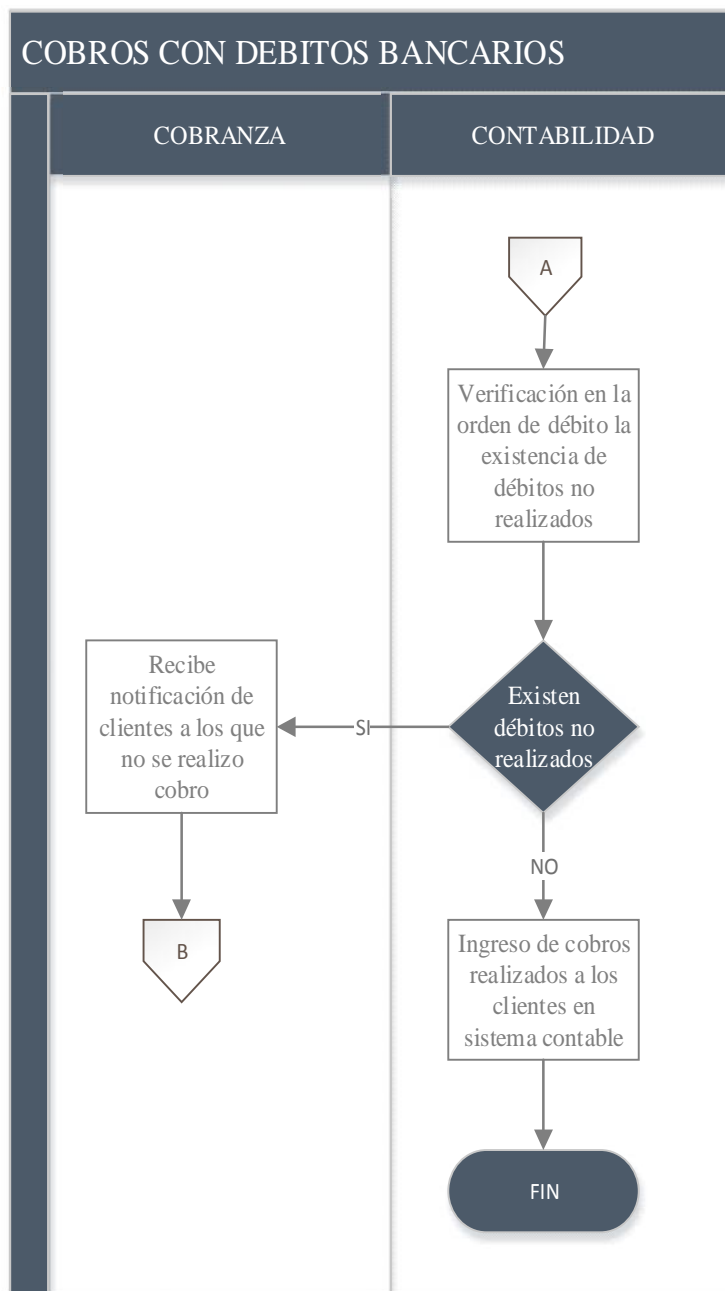 COBROS CON DEBITOS BANCARIOS
COBRANZA
CONTABILIDAD
A
Verificación en la
orden de débito la
existencia de
débitos no
realizados
Existen
débitos no
realizados
SI
Recibe
notificación de
clientes a los que
no se realizo
cobro
B
NO
Ingreso de cobros
realizados a los
clientes en
sistema contable
FIN